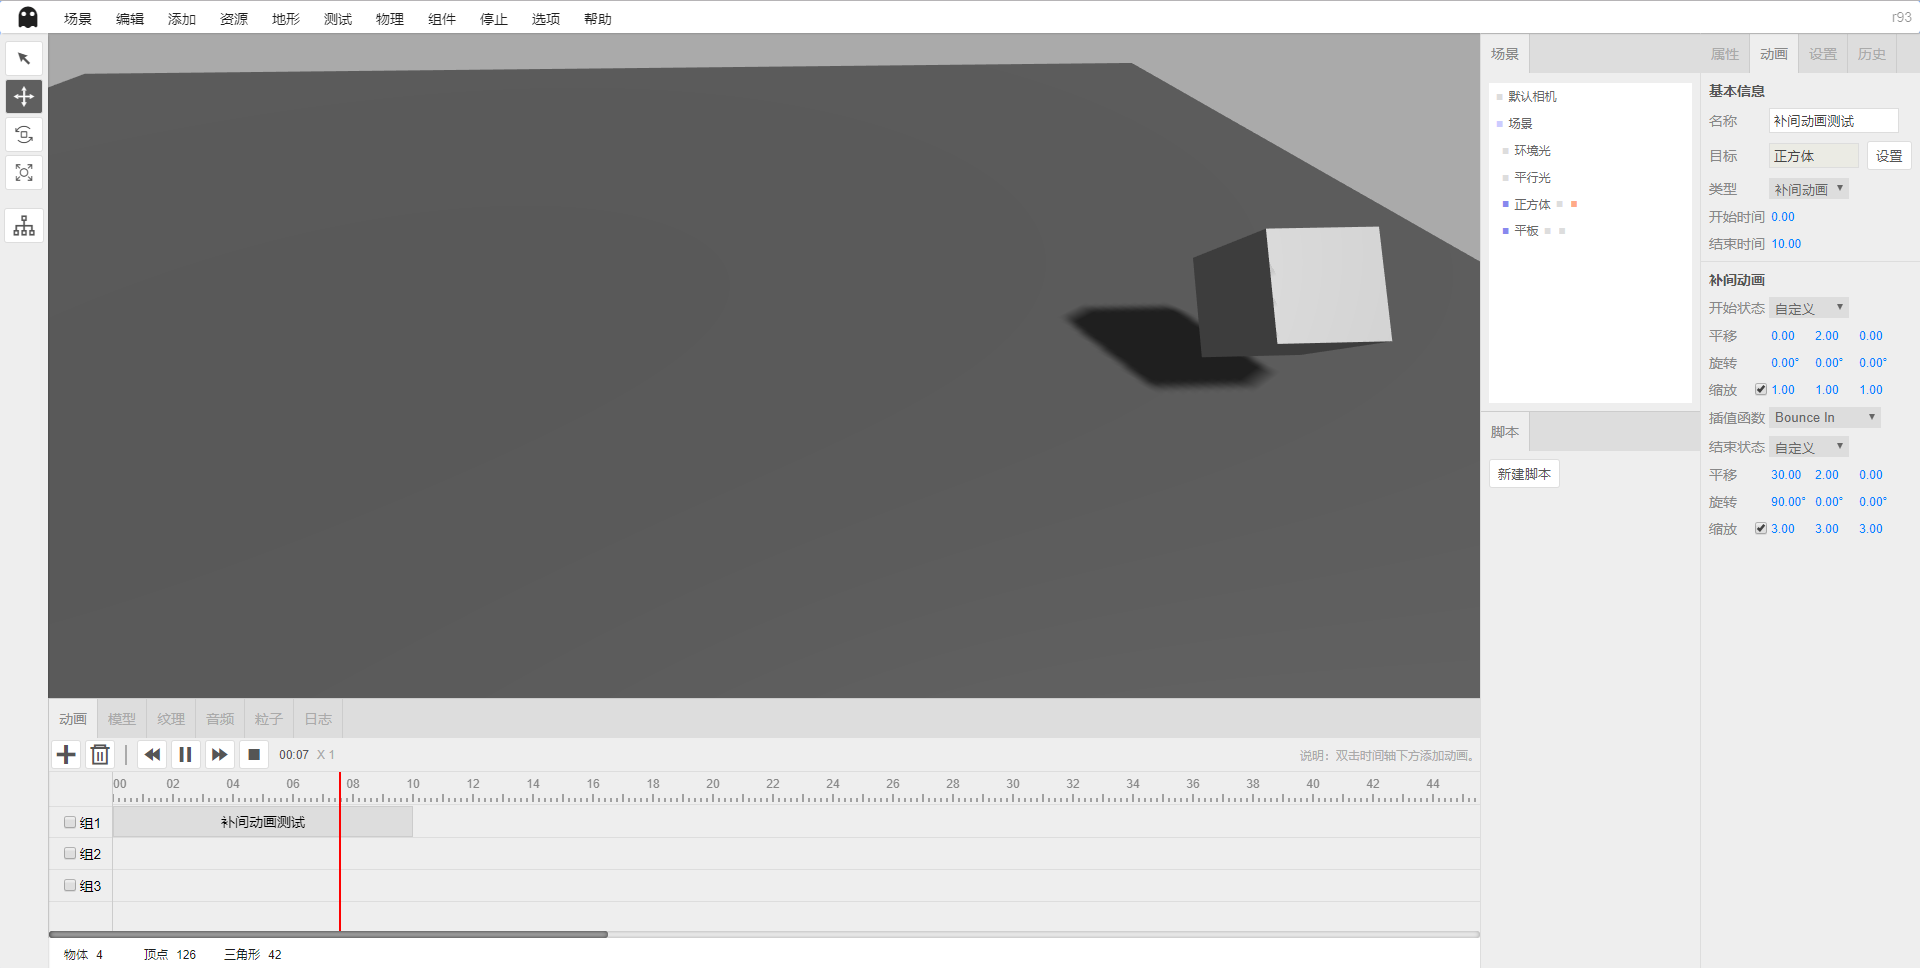 场景 编辑 添加 资源 地形 测试 物理 组件 停止 选项 帮助 r93
场景
默认相机
场景
环境光
平行光
正方体
平板
脚本
新建脚本
属性 动画 设置 历史
基本信息
名称 补间动画测试
目标 正方体 设置
类型 补间动画
开始时间 0.00
结束时间 10.00
补间动画
开始状态 自定义
平移 0.00 2.00 0.00
旋转 0.00° 0.00° 0.00°
缩放 1.00 1.00 1.00
插值函数 Bounce In
结束状态 自定义
平移 30.00 2.00 0.00
旋转 90.00° 0.00° 0.00°
缩放 3.00 3.00 3.00
动画 模型 纹理 音频 粒子 日志
00:07 X 1 说明：双击时间轴下方添加动画。
00 02 04 06 08 10 12 14 16 18 20 22 24 26 28 30 32 34 36 38 40 42 44
组1 补间动画测试
组2
组3
物体 4 顶点 126 三角形 42